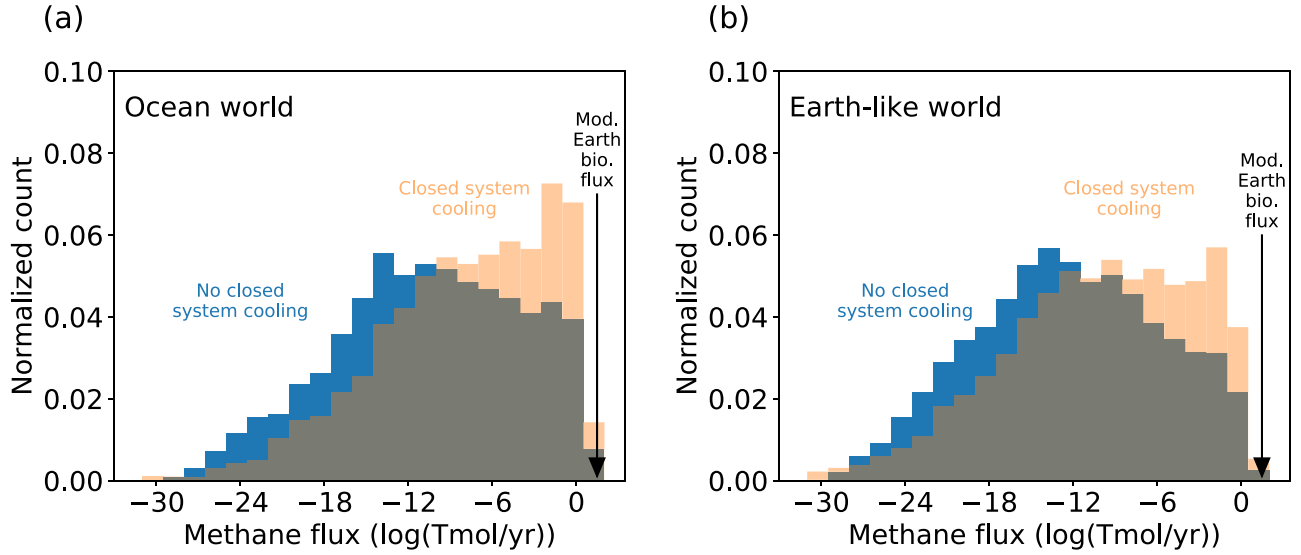 (a)
0.10
0.08
0.06
0.04
0.02
0.00
Normalized count
Ocean world
Mod.
Earth
bio.
flux
Closed system
cooling
No closed
system cooling
−30
−24
−18
−12
−6
0
Methane flux (log(Tmol/yr))
(b)
0.10
0.08
0.06
0.04
0.02
0.00
Normalized count
Earth-like world
Mod.
Earth
bio.
flux
Closed system
cooling
No closed
system cooling
−30
−24
−18
−12
−6
0
Methane flux (log(Tmol/yr))